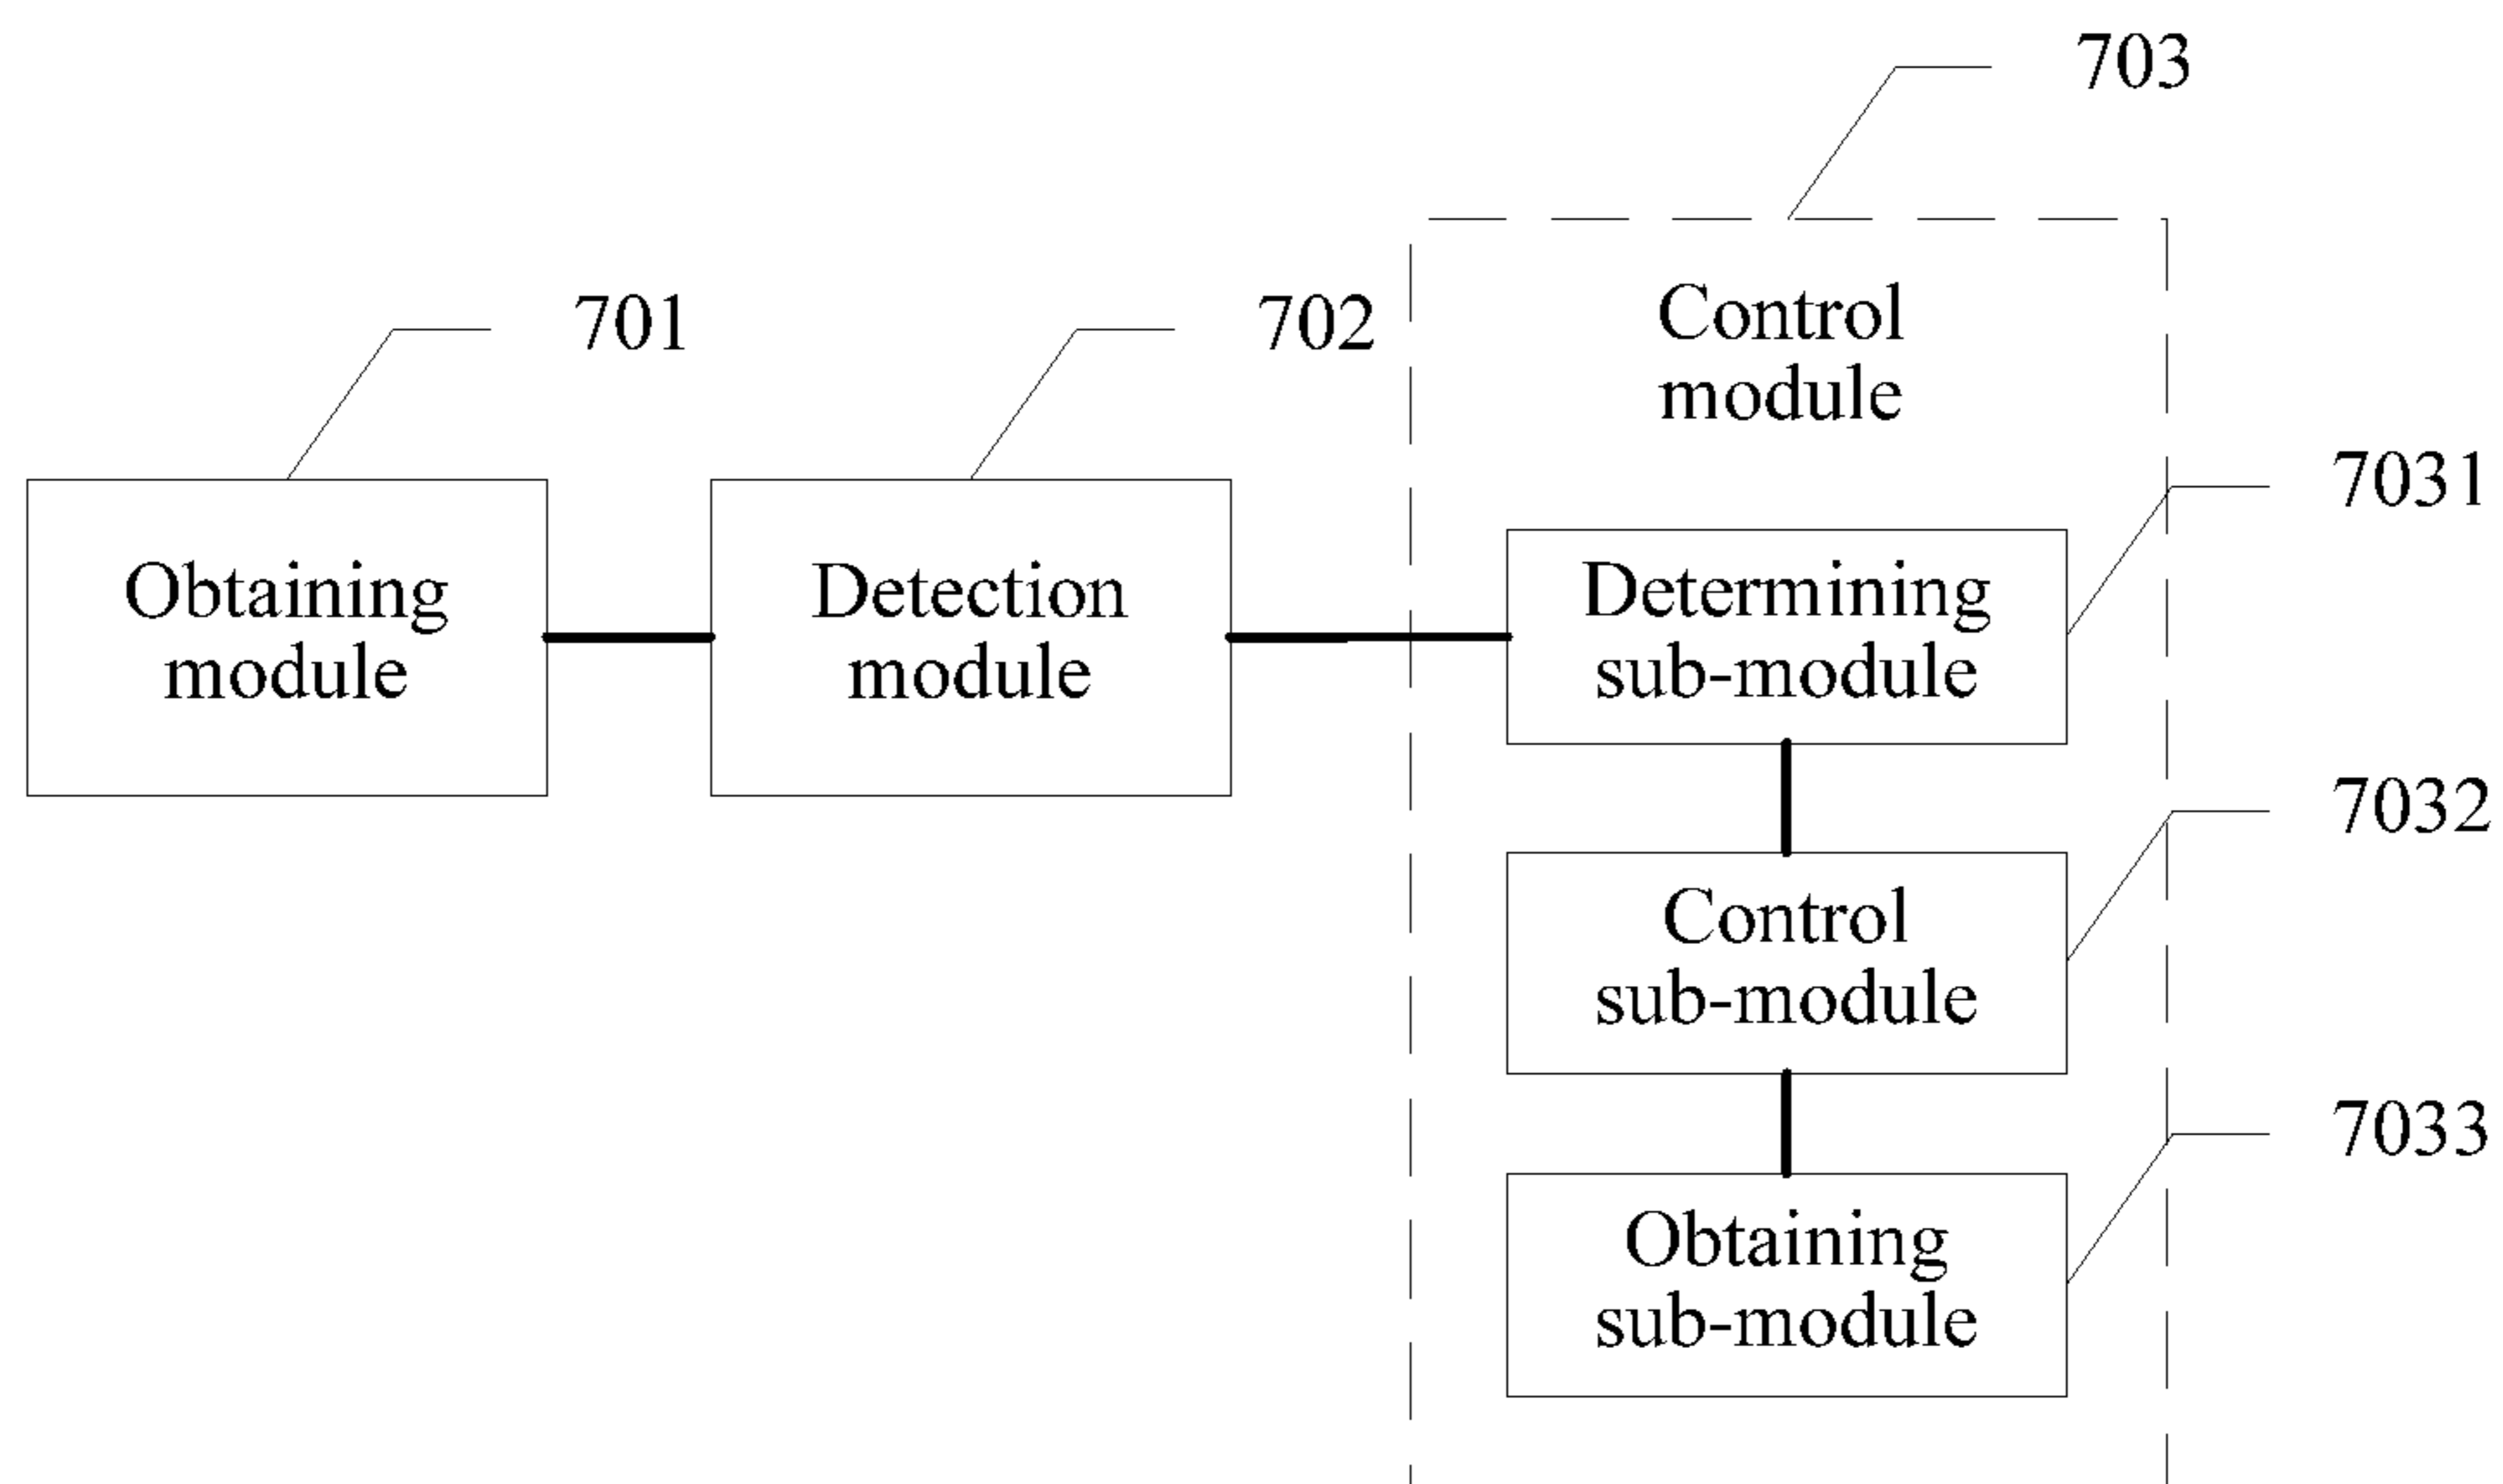 703
Control
module
701
702
7031
Obtaining
module
Detection
module
Determining
sub-module
7032
Control
sub-module
7033
Obtaining
sub-module